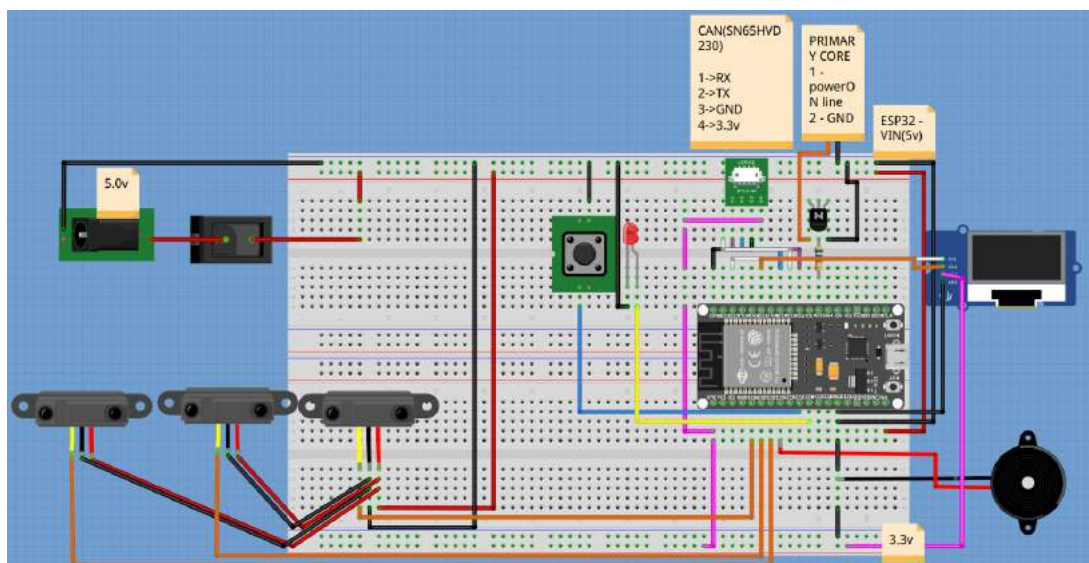 CAN(SN65HVD
230)
1->RX
2->TX
3->GND
4->3.3v
PRIMAR
Y CORE
1 -
powerO
N line
2 - GND
ESP32 -
VIN(5v)
5.0v
N
3.3v